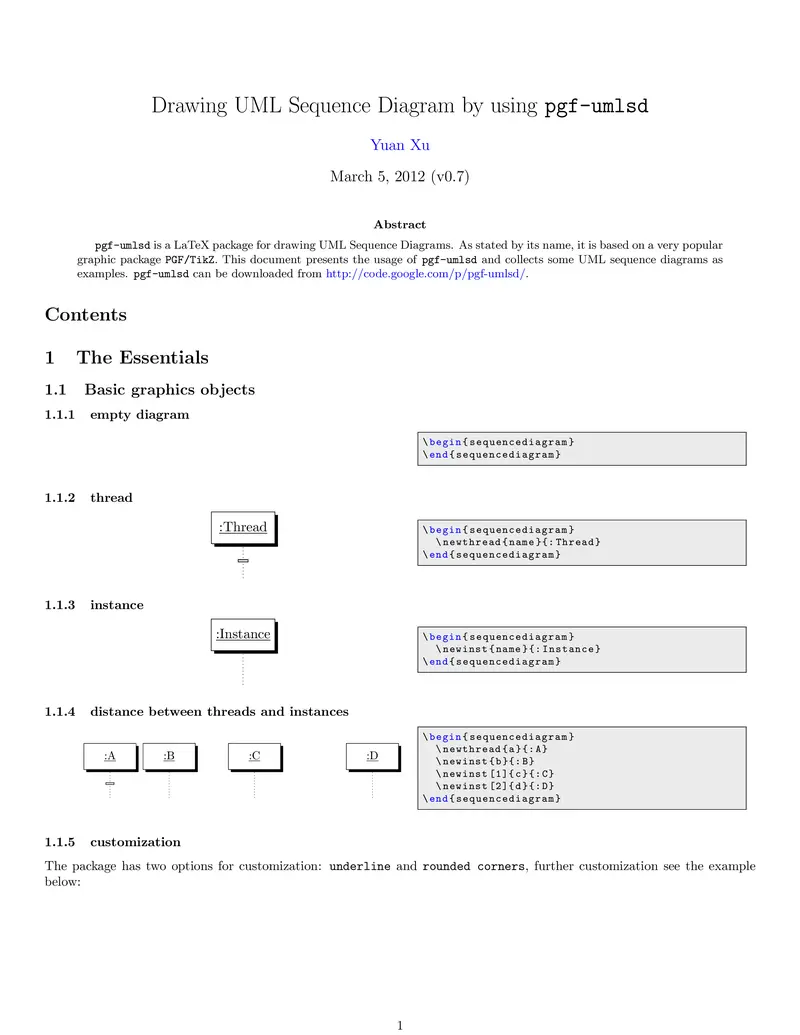 Drawing UML Sequence Diagram by using pgf-umlsd
Yuan Xu
March 5, 2012 (v0.7)
Abstract
pgf-umlsd is a LaTeX package for drawing UML Sequence Diagrams. As stated by its name, it is based on a very popular
graphic package PGF/TikZ. This document presents the usage of pgf-umlsd and collects some UML sequence diagrams as
examples. pgf-umlsd can be downloaded from http://code.google.com/p/pgf-umlsd/.
Contents
1 The Essentials
1.1 Basic graphics objects
1.1.1 empty diagram
\begin{sequencediagram}
\end{sequencediagram}
1.1.2 thread
:Thread
\begin{sequencediagram}
\newthread{name}{:Thread}
\end{sequencediagram}
1.1.3 instance
:Instance
\begin{sequencediagram}
\newinst{name}{:Instance}
\end{sequencediagram}
1.1.4 distance between threads and instances
:A :B :C :D
\begin{sequencediagram}
\newthread{a}{:A}
\newinst{b}{:B}
\newinst[1]{c}{:C}
\newinst[2]{d}{:D}
\end{sequencediagram}
1.1.5 customization
The package has two options for customization: underline and rounded corners, further customization see the example
below:
1